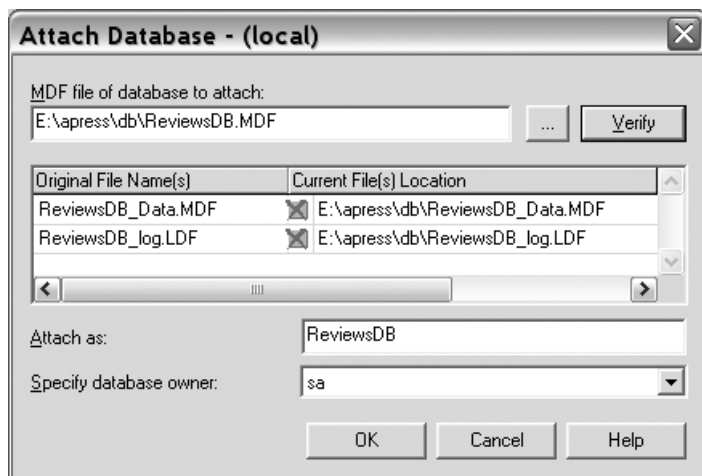 Attach Database - (local)
MDF file of database to attach:
E:\apress\db\ReviewsDB.MDF ... Verify
Original File Name(s) Current File(s) Location
ReviewsDB_Data.MDF E:\apress\db\ReviewsDB_Data.MDF
ReviewsDB_log.LDF E:\apress\db\ReviewsDB_log.LDF
Attach as: ReviewsDB
Specify database owner: sa
OK Cancel Help